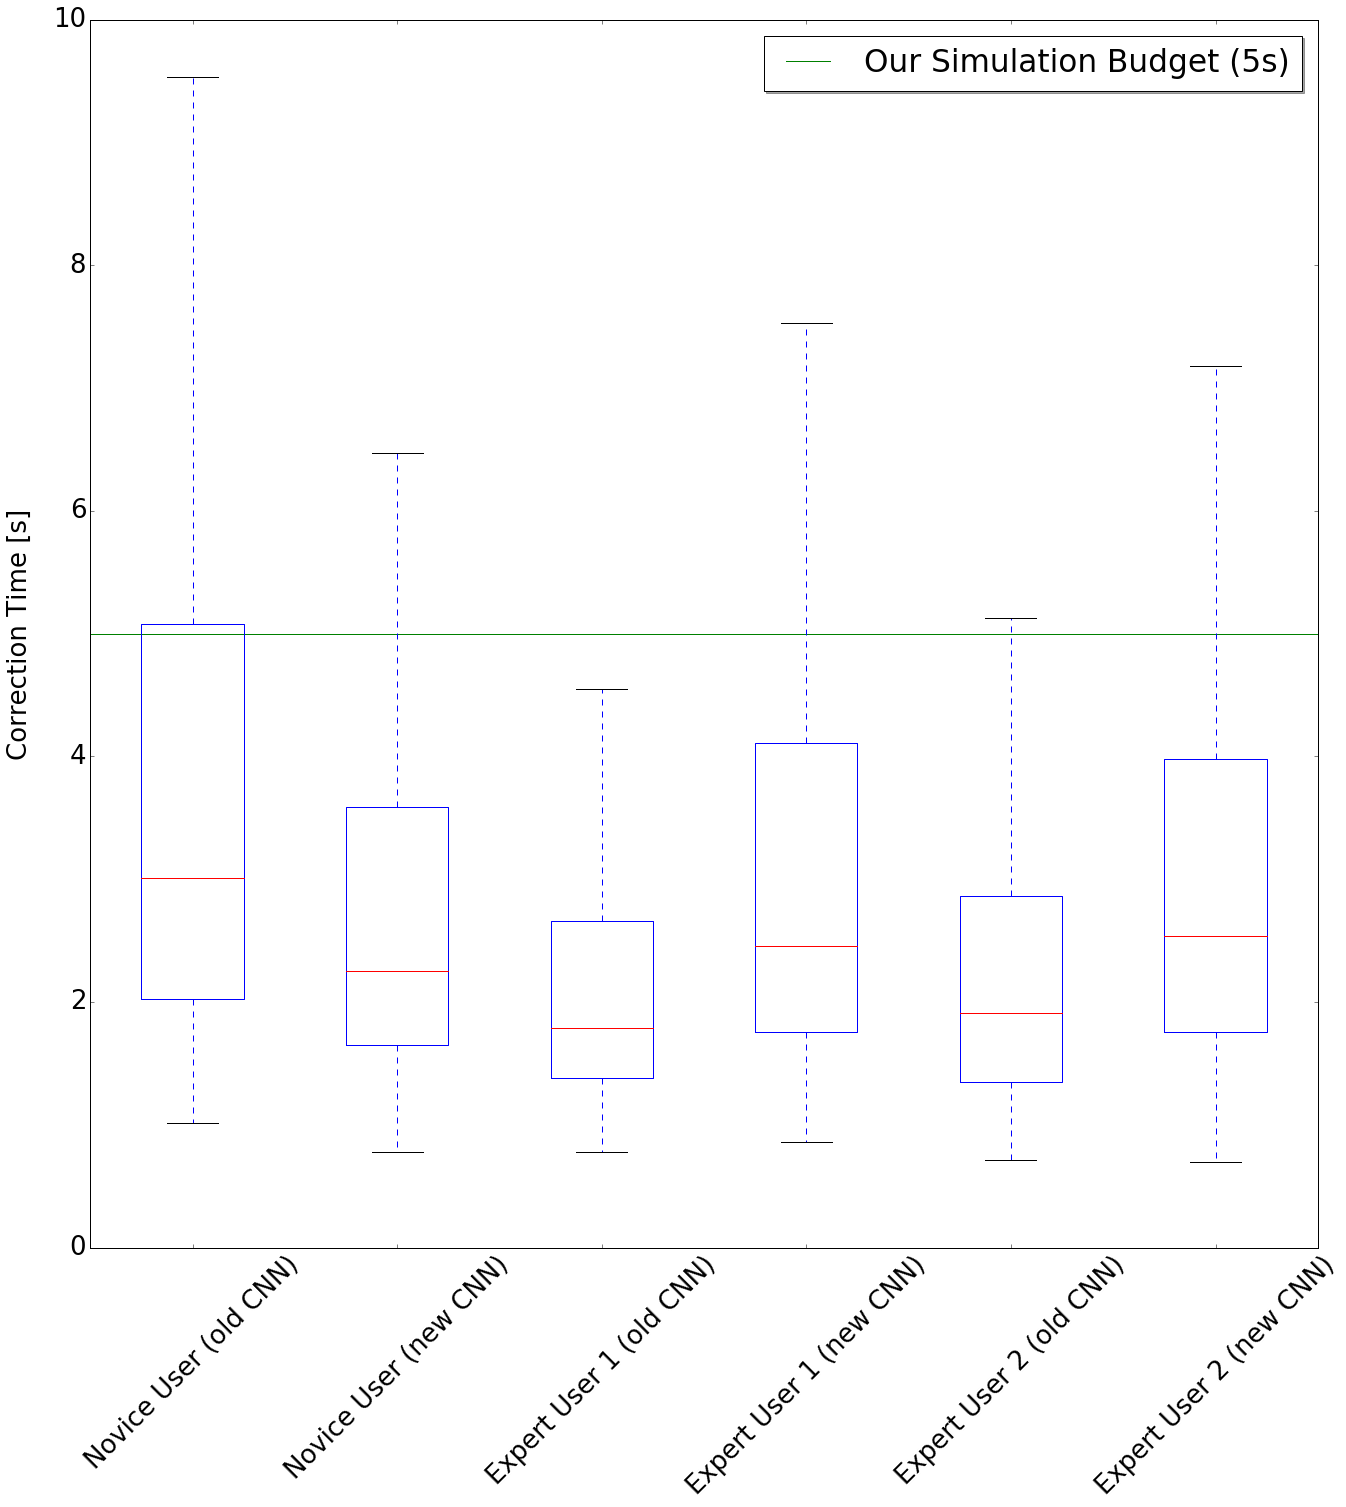 Our Simulation Budget (5s)
10
8
6
4
2
0
Correction Time [s]
Novice User (old CNN)
Novice User (new CNN)
Expert User 1 (old CNN)
Expert User 1 (new CNN)
Expert User 2 (old CNN)
Expert User 2 (new CNN)